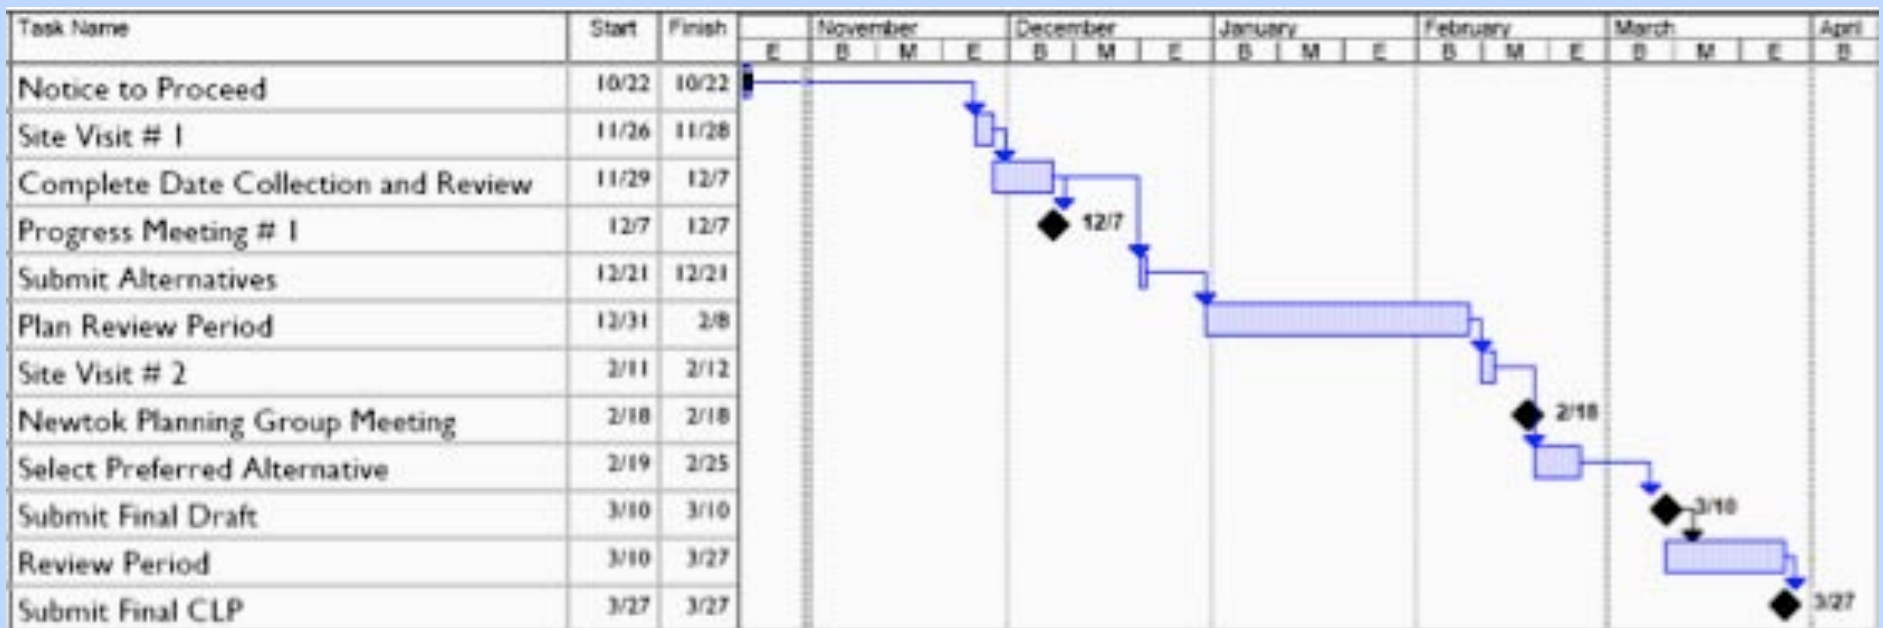 Task Name Start Finish November December January February March April
E B M E B M E B M E B M E B M E B
Notice to Proceed 10/22 10/22
Site Visit # 1 11/26 11/28
Complete Date Collection and Review 11/29 12/7
Progress Meeting # 1 12/7 12/7 12/7
Submit Alternatives 12/21 12/21
Plan Review Period 12/31 2/8
Site Visit # 2 2/11 2/12
Newtok Planning Group Meeting 2/18 2/18 2/18
Select Preferred Alternative 2/19 2/25
Submit Final Draft 3/10 3/10 3/10
Review Period 3/10 3/27
Submit Final CLP 3/27 3/27 3/27